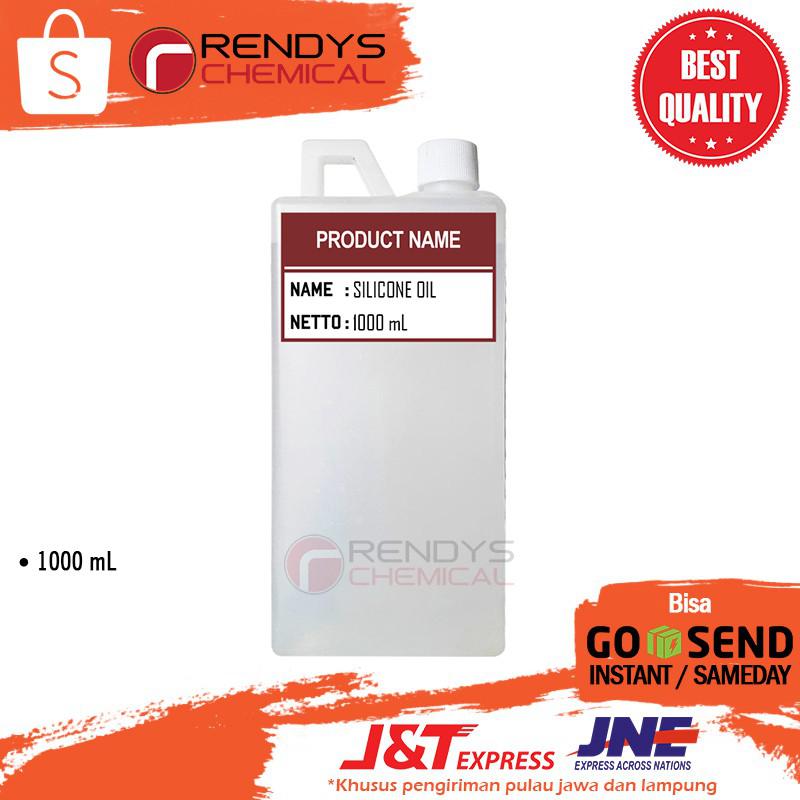 S
RENDYS
CHEMICAL
BEST
QUALITY
PRODUCT NAME
NAME : SILICONE OIL
NETTO : 1000 mL
• 1000 mL
RENDYS
CHEMICAL
Bisa
GO SEND
INSTANT / SAMEDAY
J&T EXPRESS
JNE
EXPRESS ACROSS NATIONS
*Khusus pengiriman pulau jawa dan lampung